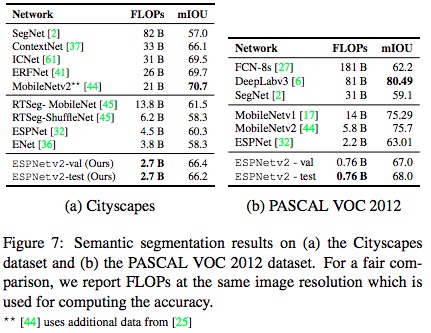 Network FLOPs mIOU
SegNet [2] 82 B 57.0
ContextNet [37] 33 B 66.1
ICNet [61] 31 B 69.5
ERFNet [41] 26 B 69.7
MobileNetv2** [44] 21 B 70.7
RTSeg- MobileNet [45] 13.8 B 61.5
RTSeg-ShuffleNet [45] 6.2 B 58.3
ESPNet [32] 4.5 B 60.3
ENet [36] 3.8 B 58.3
ESPNetv2-val (Ours) 2.7 B 66.4
ESPNetv2-test (Ours) 2.7 B 66.2
(a) Cityscapes
Network FLOPs mIOU
FCN-8s [27] 181 B 62.2
DeepLabv3 [6] 81 B 80.49
SegNet [2] 31 B 59.1
MobileNetv1 [17] 14 B 75.29
MobileNetv2 [44] 5.8 B 75.7
ESPNet [32] 2.2 B 63.01
ESPNetv2 - val 0.76 B 67.0
ESPNetv2 - test 0.76 B 68.0
(b) PASCAL VOC 2012
Figure 7: Semantic segmentation results on (a) the Cityscapes
dataset and (b) the PASCAL VOC 2012 dataset. For a fair com-
parison, we report FLOPs at the same image resolution which is
used for computing the accuracy.
** [44] uses additional data from [25]